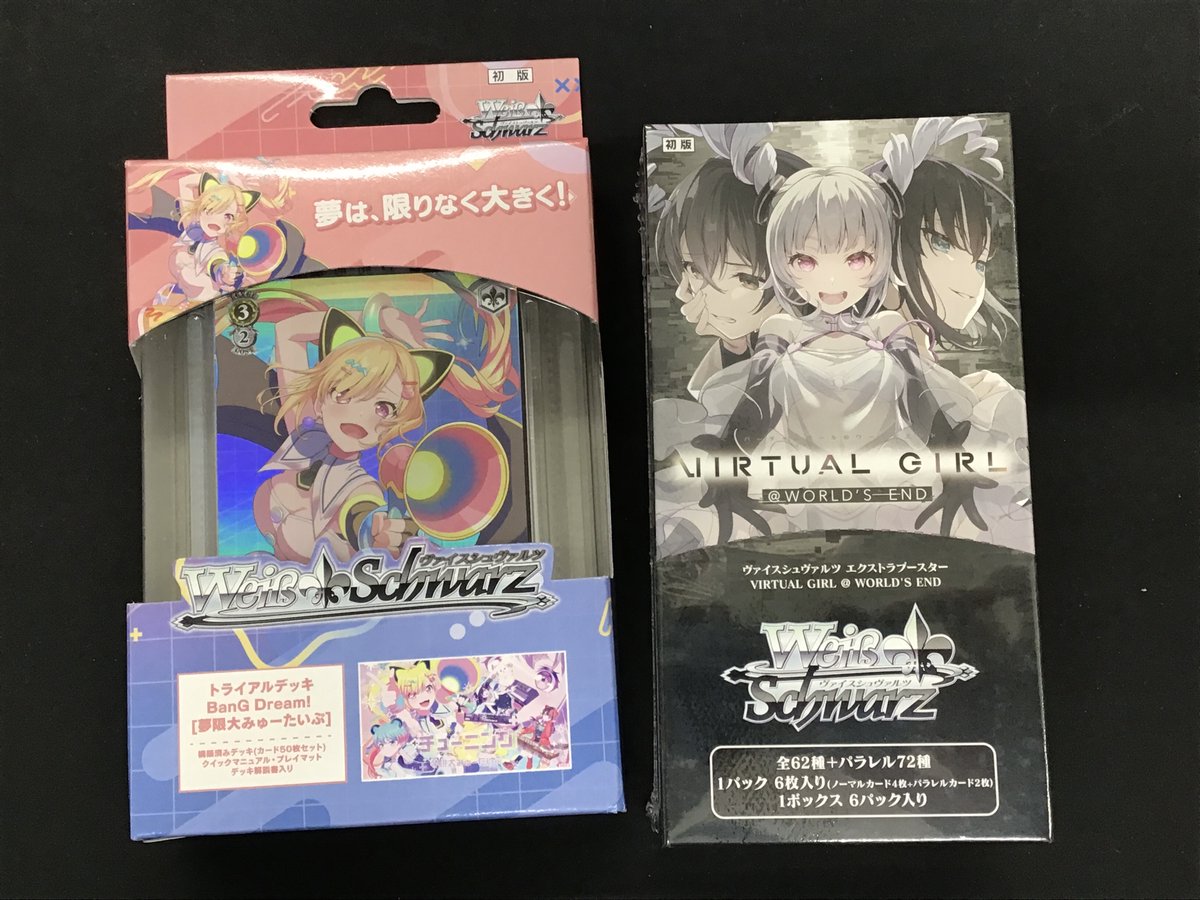 初版
Weiß Schwarz
夢は、限りなく大きく!
3
2
ヴァイスシュヴァルツ
Weiß Schwarz
トライアルデッキ
BanG Dream!
[夢限大みゅーたいぷ]
構築済みデッキ(カード50枚セット)
クイックマニュアル・プレイマット
デッキ解説書入り
チューニング
初版
VIRTUAL GIRL
@WORLD'S END
ヴァイスシュヴァルツ エクストラブースター
VIRTUAL GIRL @ WORLD'S END
Weiß
ヴァイスシュヴァルツ
Schwarz
全62種+パラレル72種
1パック 6枚入り(ノーマルカード4枚+パラレルカード2枚)
1ボックス 6パック入り